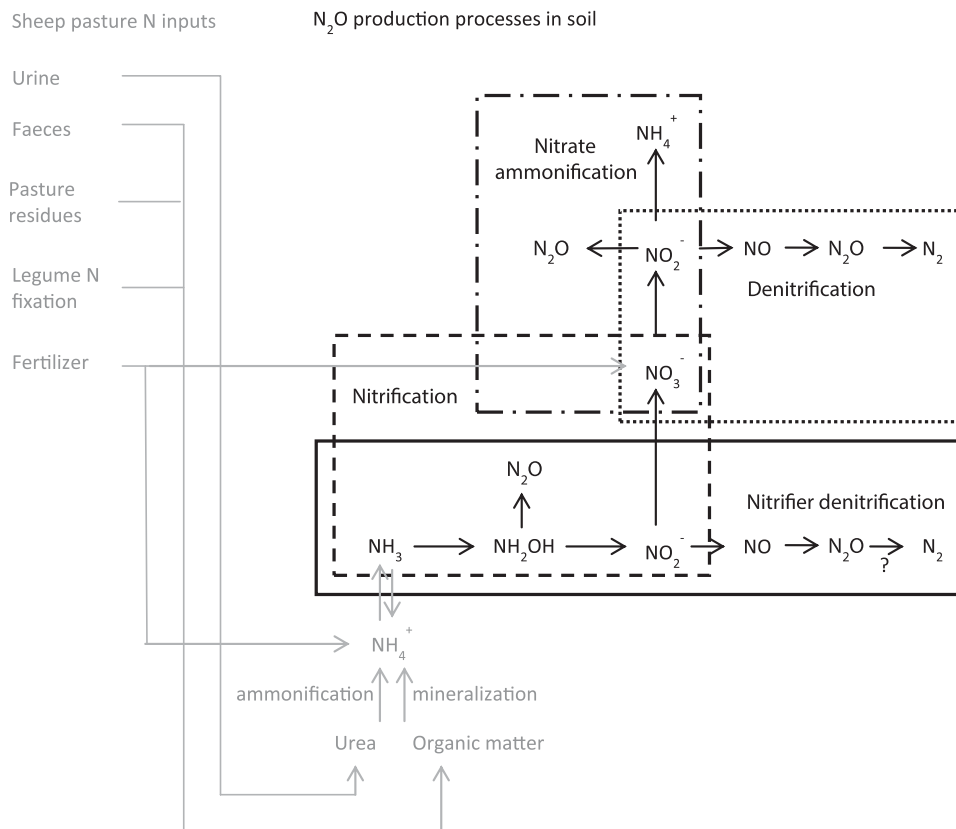 Sheep pasture N inputs
N₂O production processes in soil
Urine
Faeces
Pasture
residues
Legume N
fixation
Fertilizer
Nitrate
ammonification
NH₄⁺
N₂O
NO₂⁻
NO
N₂O
N₂
Denitrification
NO₃⁻
Nitrification
N₂O
Nitrifier denitrification
NH₃
NH₂OH
NO₂⁻
NO
N₂O
?
N₂
NH₄⁺
ammonification
mineralization
Urea
Organic matter